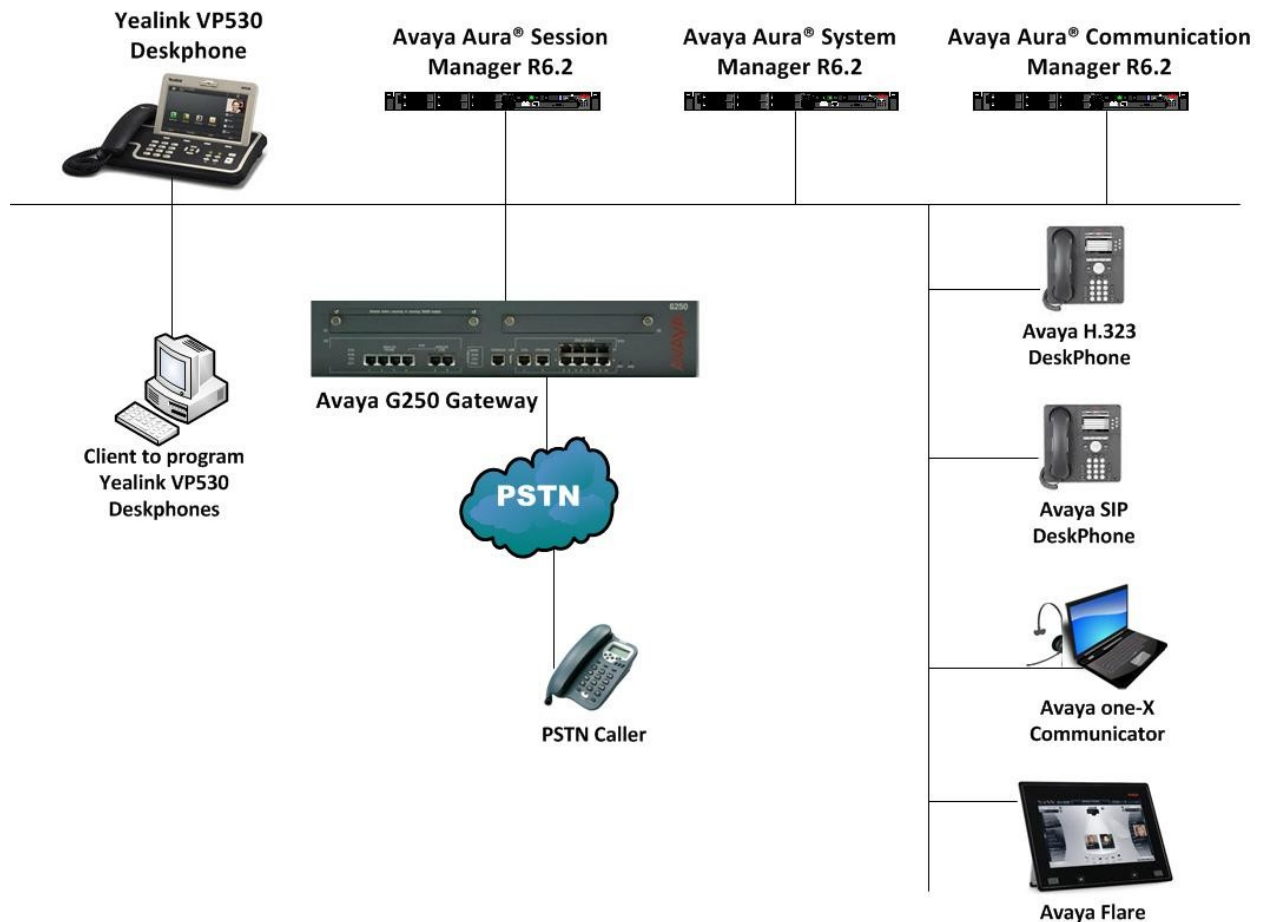 Yealink VP530
Deskphone
Avaya Aura® Session
Manager R6.2
Avaya Aura® System
Manager R6.2
Avaya Aura® Communication
Manager R6.2
G250
AVAYA
Avaya G250 Gateway
Client to program
Yealink VP530
Deskphones
PSTN
PSTN Caller
Avaya H.323
DeskPhone
Avaya SIP
DeskPhone
Avaya one-X
Communicator
Avaya Flare